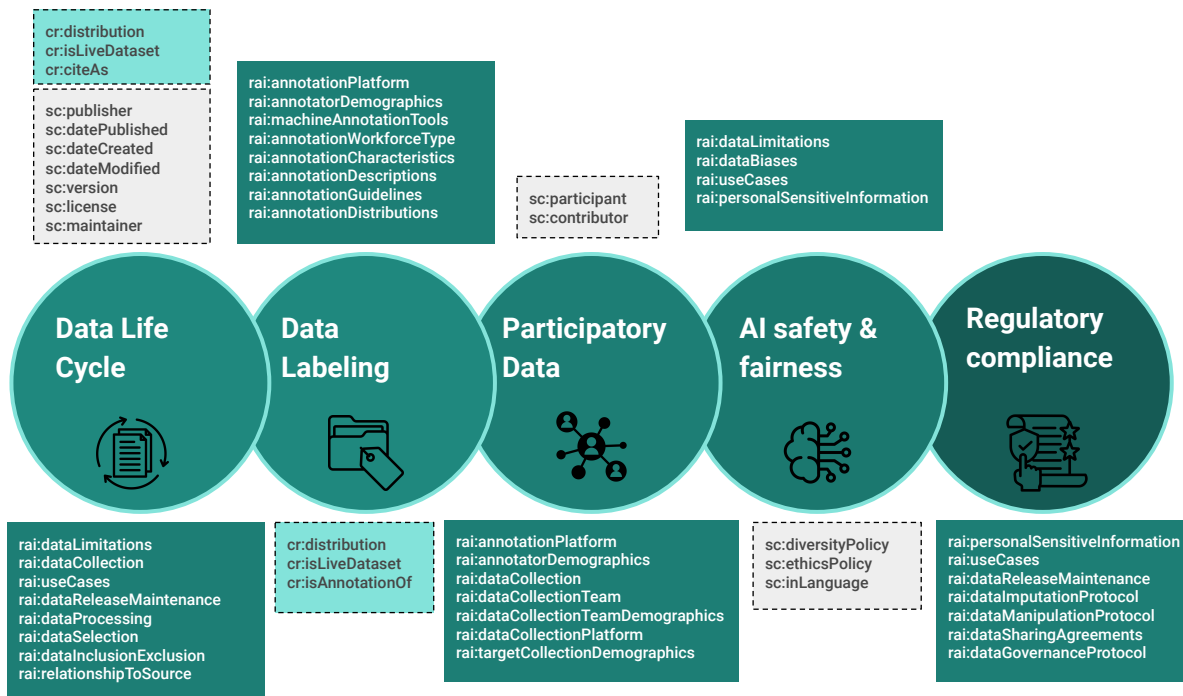 cr:distribution
cr:isLiveDataset
cr:citeAs
sc:publisher
sc:datePublished
sc:dateCreated
sc:dateModified
sc:version
sc:license
sc:maintainer
rai:annotationPlatform
rai:annotatorDemographics
rai:machineAnnotationTools
rai:annotationWorkforceType
rai:annotationCharacteristics
rai:annotationDescriptions
rai:annotationGuidelines
rai:annotationDistributions
sc:participant
sc:contributor
rai:dataLimitations
rai:dataBiases
rai:useCases
rai:personalSensitiveInformation
Data Life
Cycle
Data
Labeling
Participatory
Data
AI safety &
fairness
Regulatory
compliance
rai:dataLimitations
rai:dataCollection
rai:useCases
rai:dataReleaseMaintenance
rai:dataProcessing
rai:dataSelection
rai:dataInclusionExclusion
rai:relationshipToSource
cr:distribution
cr:isLiveDataset
cr:isAnnotationOf
rai:annotationPlatform
rai:annotatorDemographics
rai:dataCollection
rai:dataCollectionTeam
rai:dataCollectionTeamDemographics
rai:dataCollectionPlatform
rai:targetCollectionDemographics
sc:diversityPolicy
sc:ethicsPolicy
sc:inLanguage
rai:personalSensitiveInformation
rai:useCases
rai:dataReleaseMaintenance
rai:dataImputationProtocol
rai:dataManipulationProtocol
rai:dataSharingAgreements
rai:dataGovernanceProtocol